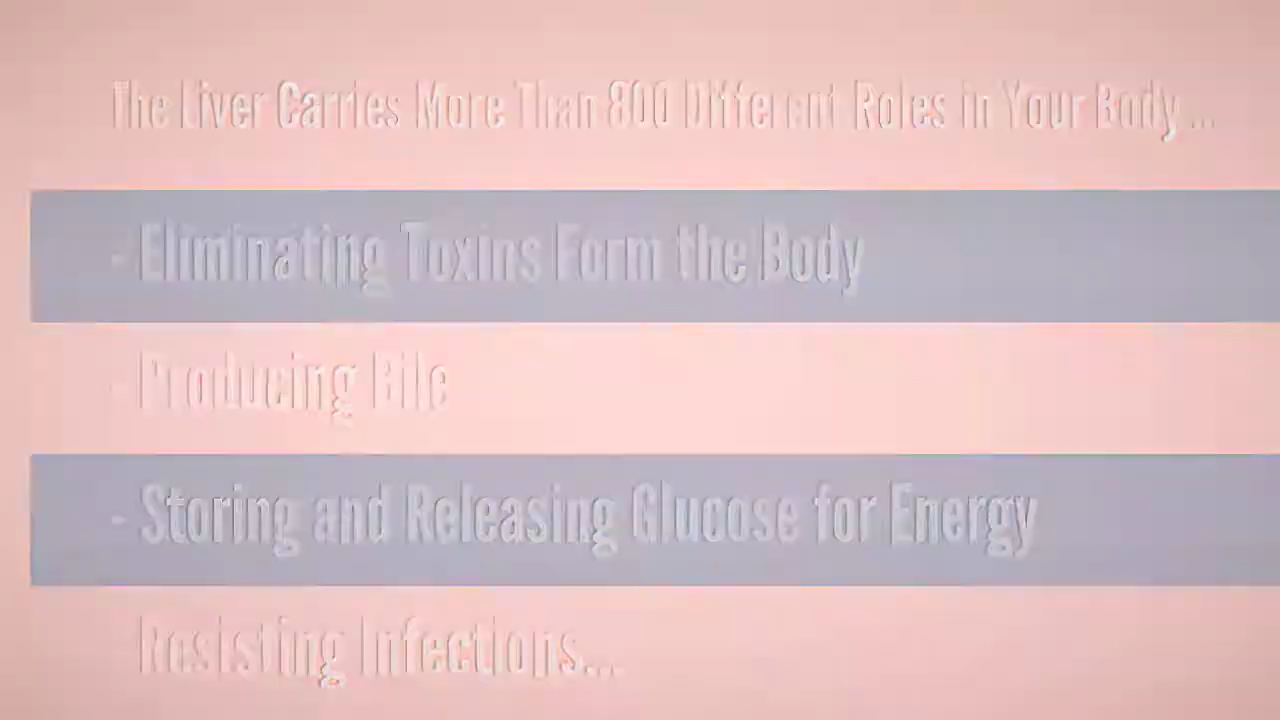 The Liver Carries More Than 800 Different Roles in Your Body ...
- Eliminating Toxins Form the Body
- Producing Bile
- Storing and Releasing Glucose for Energy
Resisting Infections...